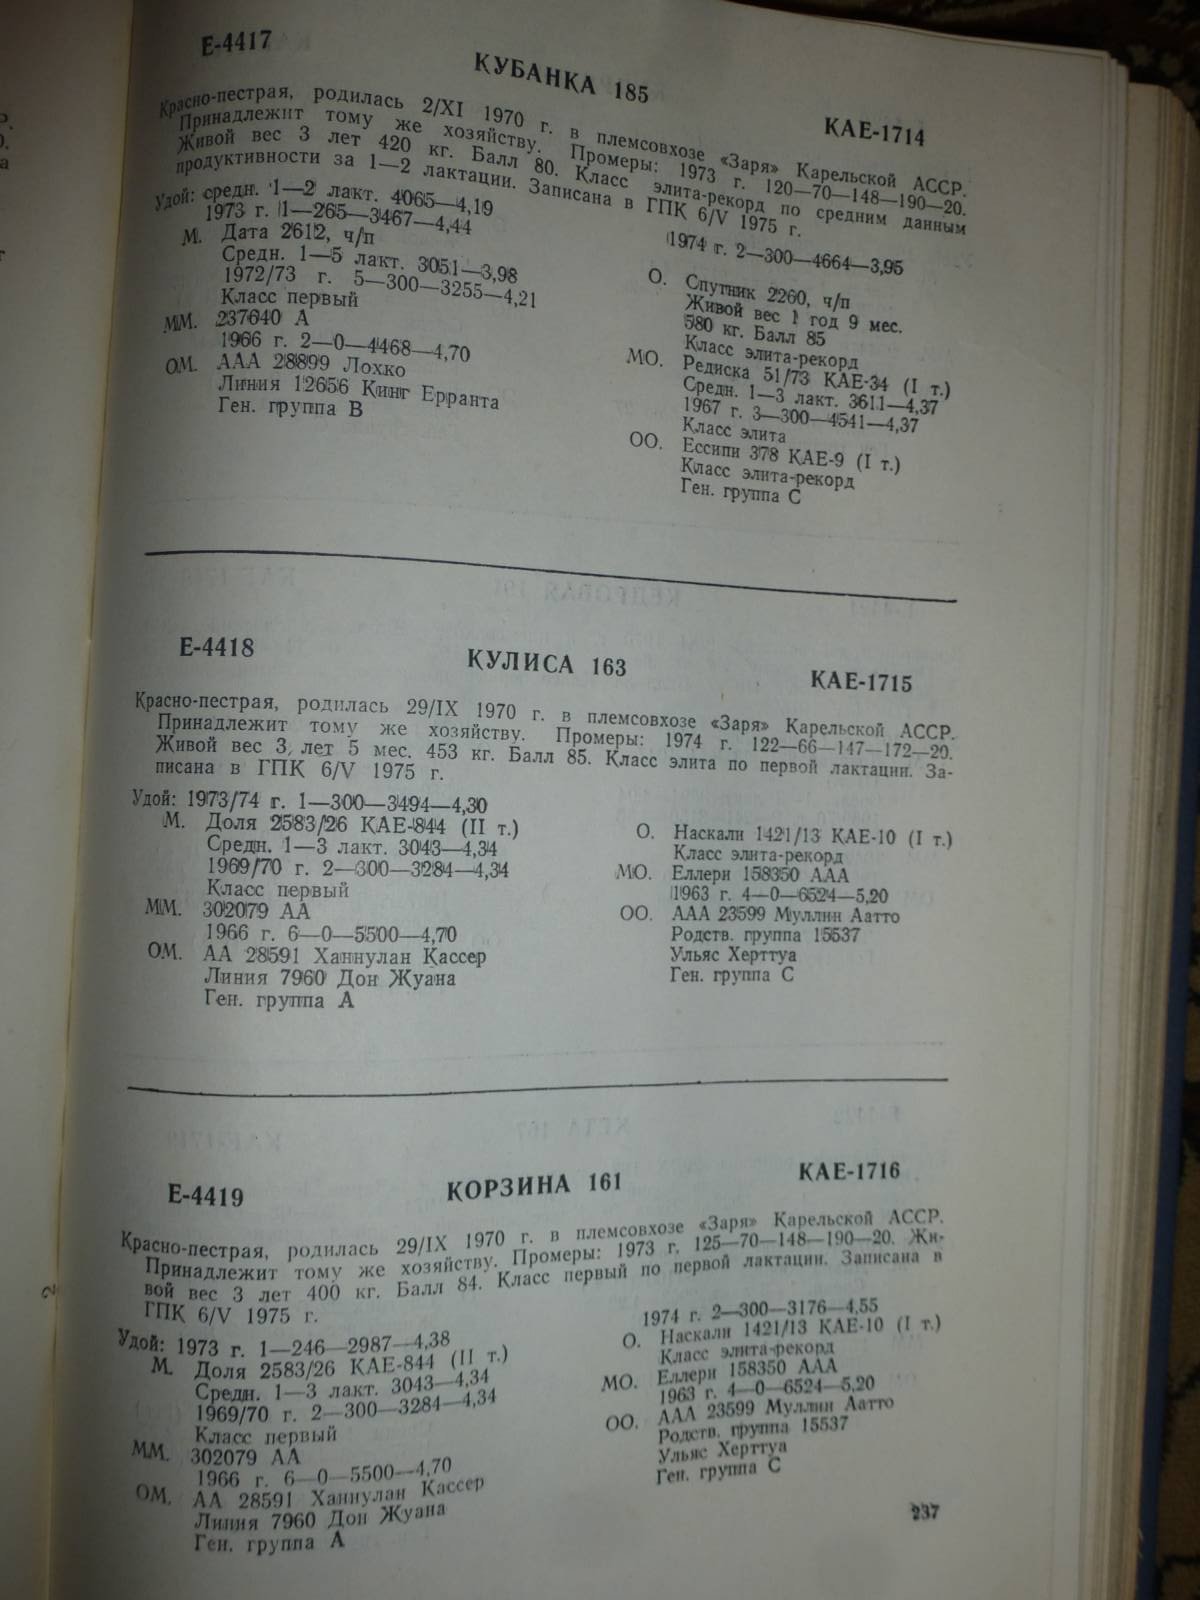 Е-4417
КУБАНКА 185
КАЕ-1714
Красно-пестрая, родилась 2/XI 1970 г. в племсовхозе «Заря» Карельской АССР.
Принадлежит тому же хозяйству. Промеры: 1973 г. 120—70—148—190—20.
Живой вес 3 лет 420 кг. Балл 80. Класс элита-рекорд по средним данным
продуктивности за 1—2 лактации. Записана в ГПК 6/V 1975 г.
Удой: средн. 1—2 лакт. 4065—4,19
1973 г. 1—265—3467—4,44
М. Дата 2612, ч/п
Средн. 1—5 лакт. 3051—3,98
1972/73 г. 5—300—3255—4,21
Класс первый
ММ. 237640 А
1966 г. 2—0—4468—4,70
ОМ. ААА 28899 Лохко
Линия 12656 Кинг Ерранта
Ген. группа В
1974 г. 2—300—4664—3,95
О. Спутник 2260, ч/п
Живой вес 1 год 9 мес.
580 кг. Балл 85
Класс элита-рекорд
МО. Редиска 51/73 КАЕ-34 (I т.)
Средн. 1—3 лакт. 3611—4,37
1967 г. 3—300—4541—4,37
Класс элита
ОО. Ессипи 378 КАЕ-9 (I т.)
Класс элита-рекорд
Ген. группа С
Е-4418
КУЛИСА 163
КАЕ-1715
Красно-пестрая, родилась 29/IX 1970 г. в племсовхозе «Заря» Карельской АССР.
Принадлежит тому же хозяйству. Промеры: 1974 г. 122—66—147—172—20.
Живой вес 3 лет 5 мес. 453 кг. Балл 85. Класс элита по первой лактации. За-
писана в ГПК 6/V 1975 г.
Удой: 1973/74 г. 1—300—3494—4,30
М. Доля 2583/26 КАЕ-844 (II т.)
Средн. 1—3 лакт. 3043—4,34
1969/70 г. 2—300—3284—4,34
Класс первый
ММ. 302079 АА
1966 г. 6—0—5500—4,70
ОМ. АА 28591 Ханнулан Кассер
Линия 7960 Дон Жуана
Ген. группа А
О. Наскали 1421/13 КАЕ-10 (I т.)
Класс элита-рекорд
МО. Еллери 158350 ААА
1963 г. 4—0—6524—5,20
ОО. ААА 23599 Муллин Аатто
Родств. группа 15537
Ульяс Херттуа
Ген. группа С
Е-4419
КОРЗИНА 161
КАЕ-1716
Красно-пестрая, родилась 29/IX 1970 г. в племсовхозе «Заря» Карельской АССР.
Принадлежит тому же хозяйству. Промеры: 1973 г. 125—70—148—190—20. Жи-
вой вес 3 лет 400 кг. Балл 84. Класс первый по первой лактации. Записана в
ГПК 6/V 1975 г.
Удой: 1973 г. 1—246—2987—4,38
М. Доля 2583/26 КАЕ-844 (II т.)
Средн. 1—3 лакт. 3043—4,34
1969/70 г. 2—300—3284—4,34
Класс первый
ММ. 302079 АА
1966 г. 6—0—5500—4,70
ОМ. АА 28591 Ханнулан Кассер
Линия 7960 Дон Жуана
Ген. группа А
1974 г. 2—300—3176—4,55
О. Наскали 1421/13 КАЕ-10 (I т.)
Класс элита-рекорд
МО. Еллери 158350 ААА
1963 г. 4—0—6524—5,20
ОО. ААА 23599 Муллин Аатто
Родств. группа 15537
Ульяс Херттуа
Ген. группа С
237